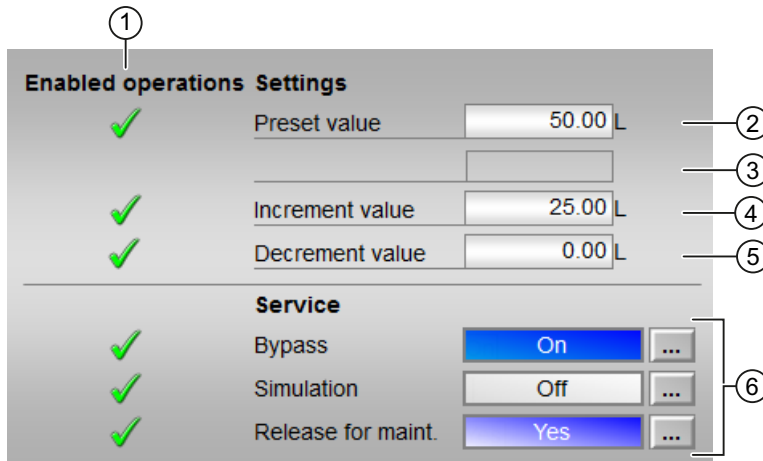 1
Enabled operations Settings
Preset value 50.00 L 2
3
Increment value 25.00 L 4
Decrement value 0.00 L 5
Service
Bypass On ...
Simulation Off ... 6
Release for maint. Yes ...